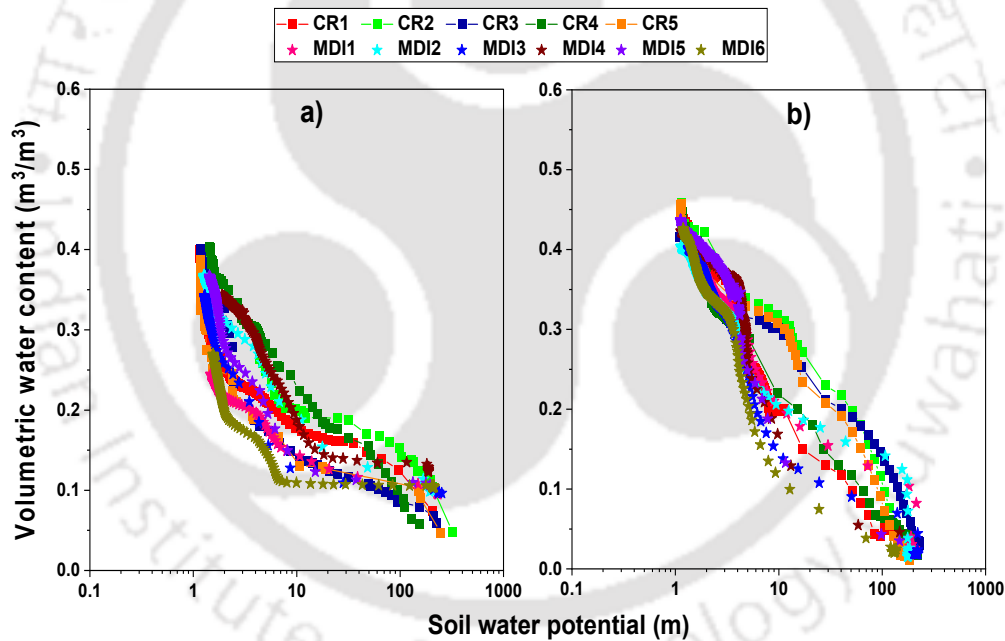 CR1 CR2 CR3 CR4 CR5
MDI1 MDI2 MDI3 MDI4 MDI5 MDI6
a)
b)
Volumetric water content (m³/m³)
0.6
0.5
0.4
0.3
0.2
0.1
0.0
0.1 1 10 100 1000
0.6
0.5
0.4
0.3
0.2
0.1
0.0
0.1 1 10 100 1000
Soil water potential (m)